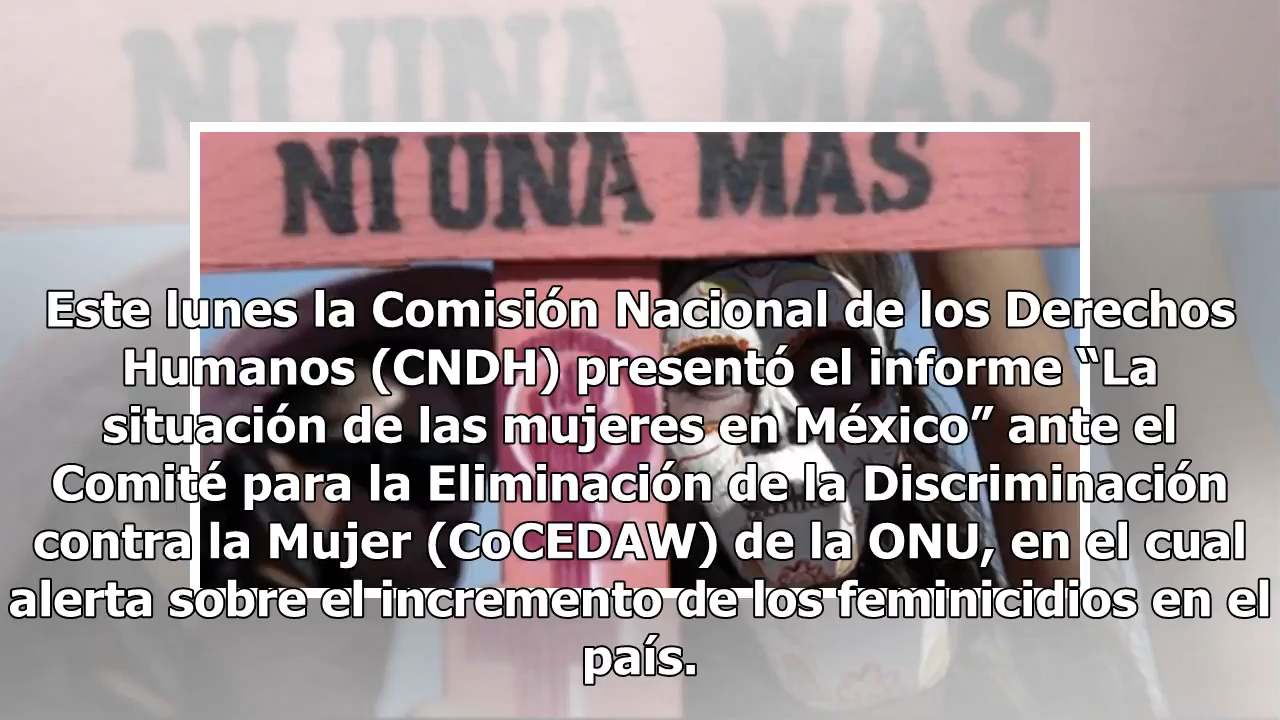 NI UNA MAS
NI UNA MAS
Este lunes la Comisión Nacional de los Derechos
Humanos (CNDH) presentó el informe “La
situación de las mujeres en México” ante el
Comité para la Eliminación de la Discriminación
contra la Mujer (CoCEDAW) de la ONU, en el cual
alerta sobre el incremento de los feminicidios en el
país.